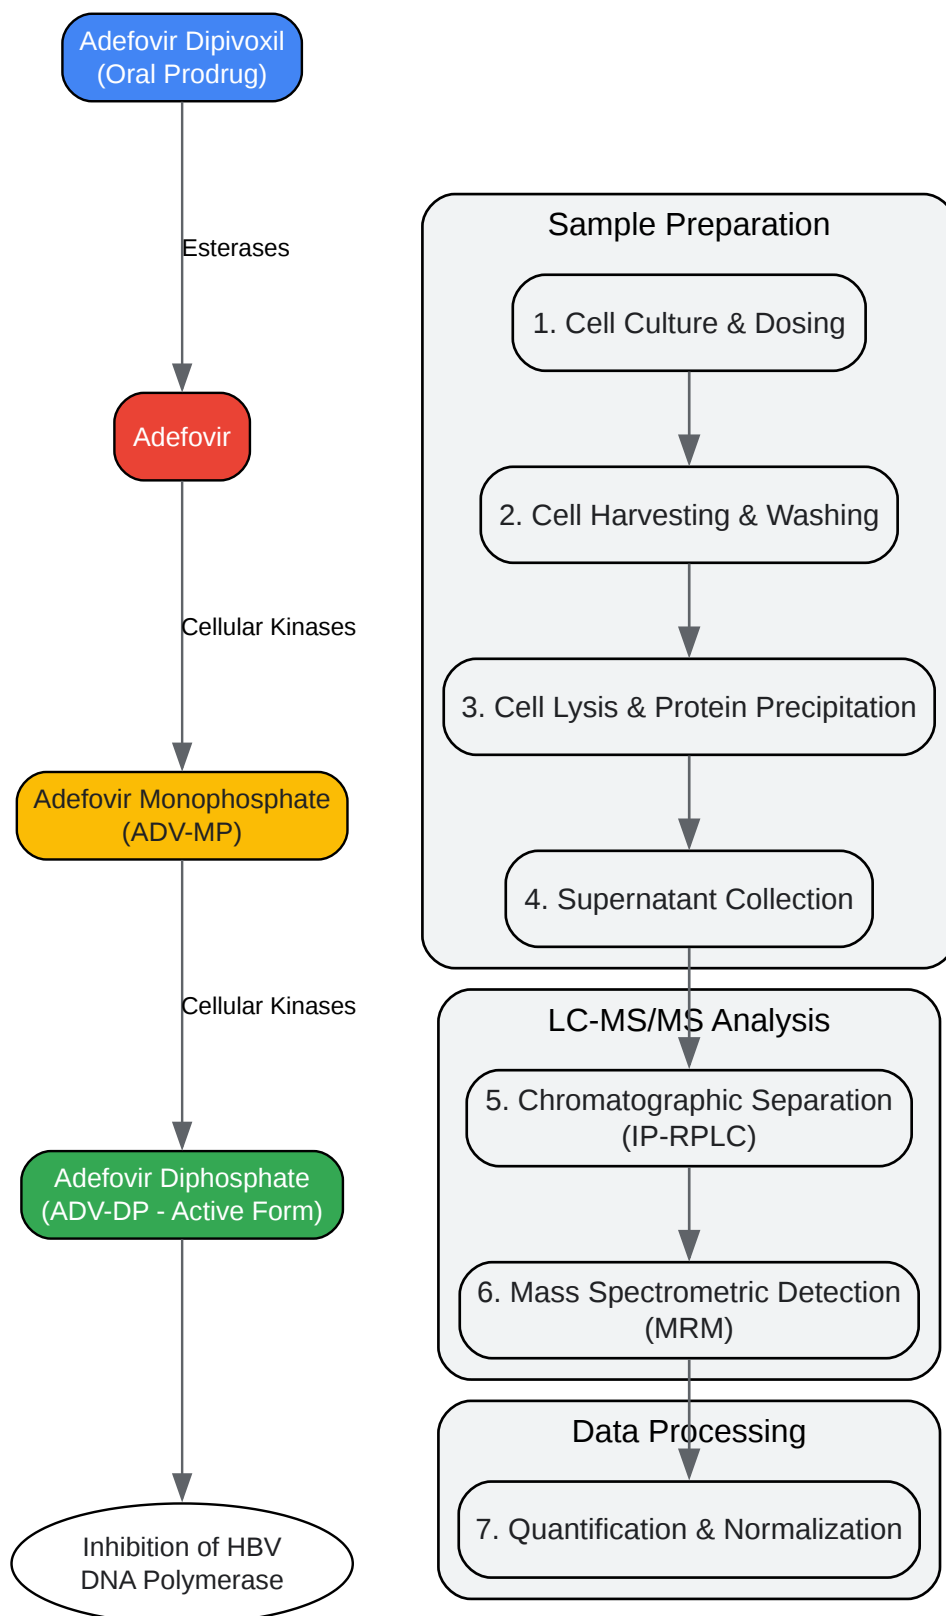 Adefovir Dipivoxil
(Oral Prodrug)
Esterases
Adefovir
Cellular Kinases
Adefovir Monophosphate
(ADV-MP)
Cellular Kinases
Adefovir Diphosphate
(ADV-DP - Active Form)
Inhibition of HBV
DNA Polymerase
Sample Preparation
1. Cell Culture & Dosing
2. Cell Harvesting & Washing
3. Cell Lysis & Protein Precipitation
4. Supernatant Collection
LC-MS/MS Analysis
5. Chromatographic Separation
(IP-RPLC)
6. Mass Spectrometric Detection
(MRM)
Data Processing
7. Quantification & Normalization